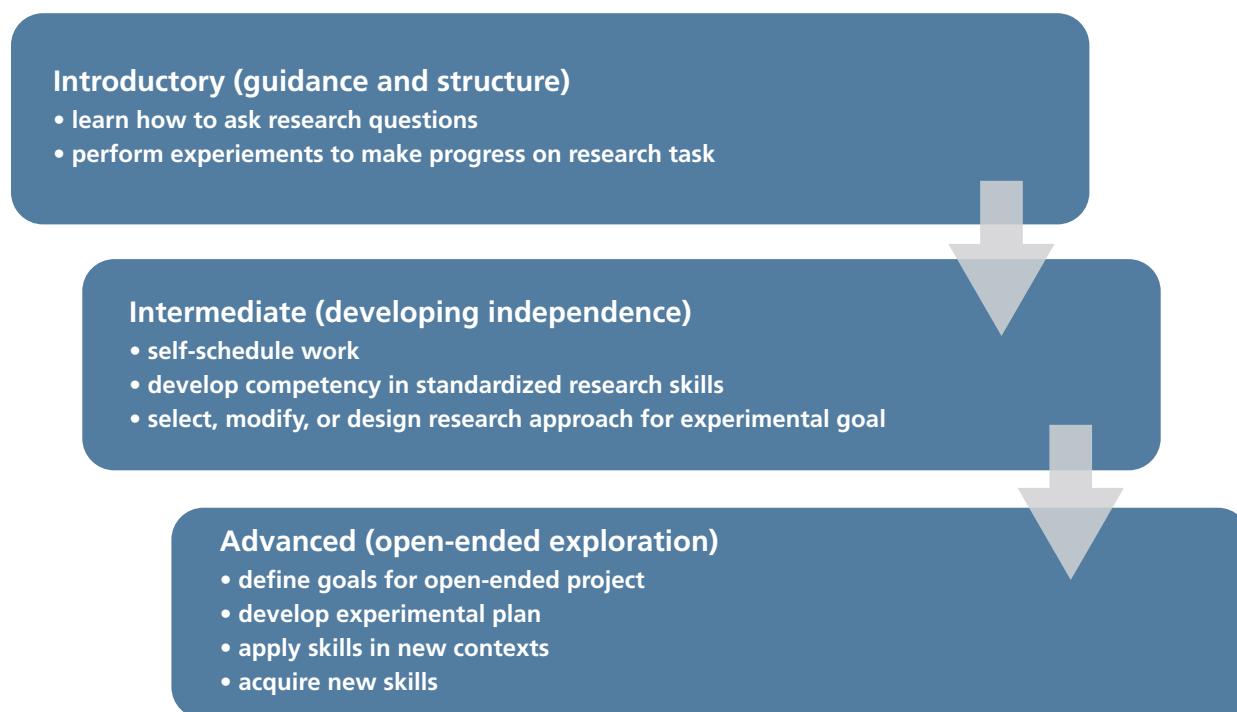 Introductory (guidance and structure)
• learn how to ask research questions
• perform experiements to make progress on research task
Intermediate (developing independence)
• self-schedule work
• develop competency in standardized research skills
• select, modify, or design research approach for experimental goal
Advanced (open-ended exploration)
• define goals for open-ended project
• develop experimental plan
• apply skills in new contexts
• acquire new skills